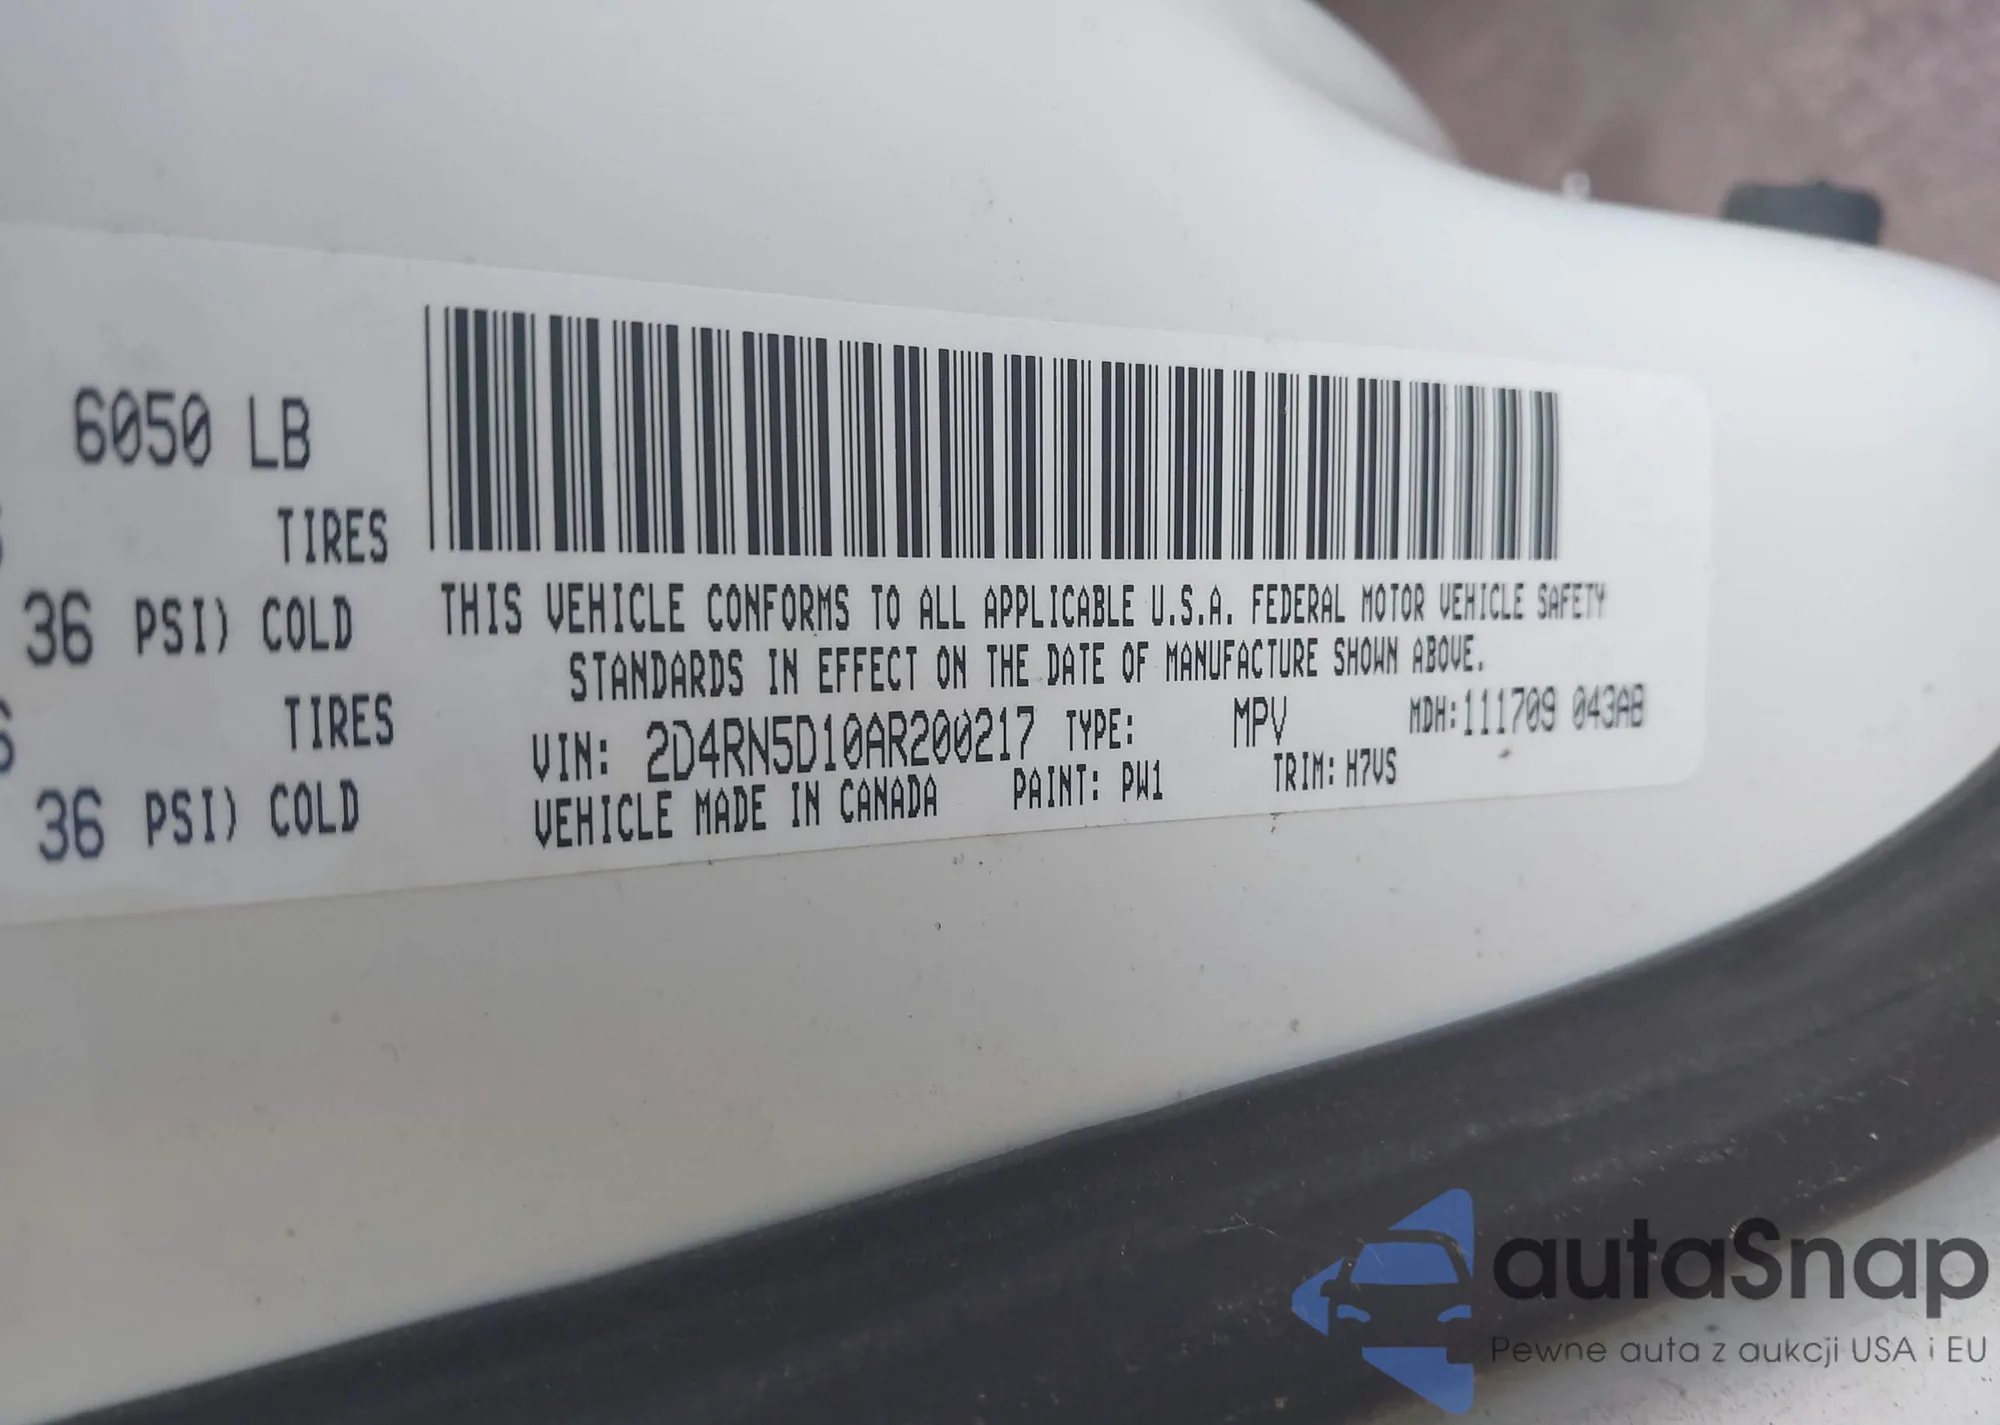 6050 LB
TIRES
36 PSI) COLD
TIRES
36 PSI) COLD
THIS VEHICLE CONFORMS TO ALL APPLICABLE U.S.A. FEDERAL MOTOR VEHICLE SAFETY
STANDARDS IN EFFECT ON THE DATE OF MANUFACTURE SHOWN ABOVE.
VIN: 2D4RN5D10AR200217 TYPE: MPV MDH:111709 043AB
VEHICLE MADE IN CANADA PAINT: PW1 TRIM: H7VS
autaSnap
Pewne auta z aukcji USA i EU